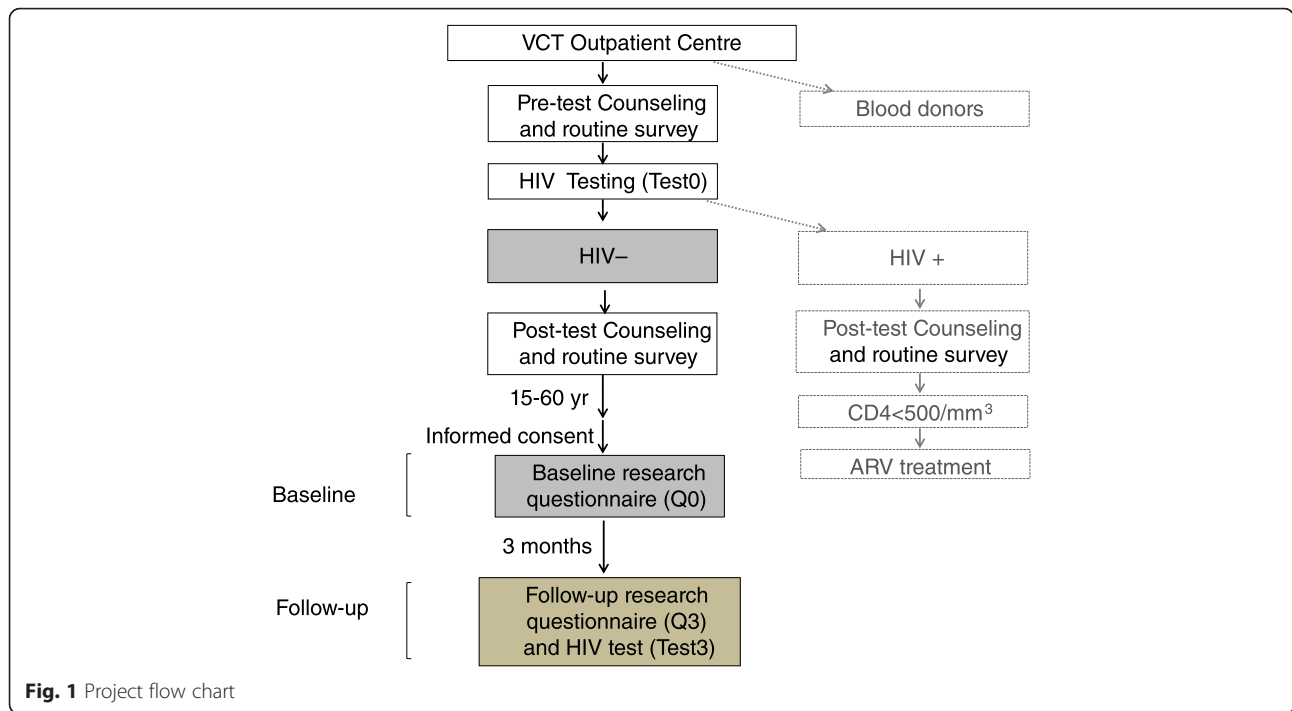 VCT Outpatient Centre
Pre-test Counseling
and routine survey
Blood donors
HIV Testing (Test0)
HIV–
HIV +
Post-test Counseling
and routine survey
Post-test Counseling
and routine survey
15-60 yr
CD4<500/mm³
Informed consent
ARV treatment
Baseline
Baseline research
questionnaire (Q0)
3 months
Follow-up
Follow-up research
questionnaire (Q3)
and HIV test (Test3)
Fig. 1 Project flow chart